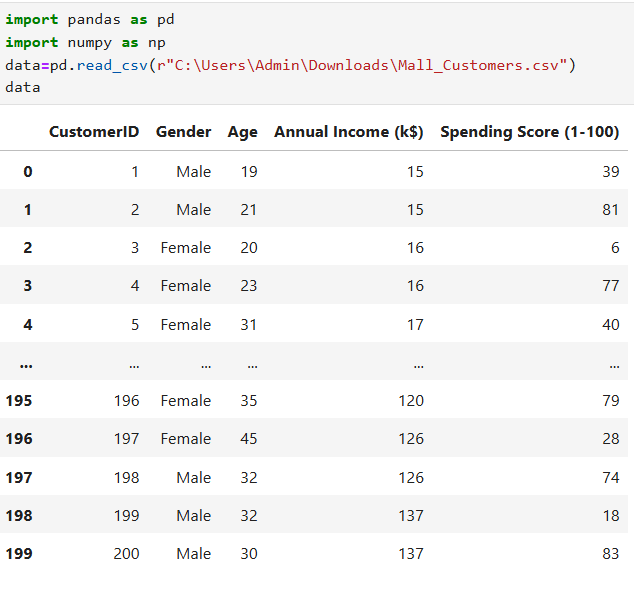 import pandas as pd
import numpy as np
data=pd.read_csv(r"C:\Users\Admin\Downloads\Mall_Customers.csv")
data
CustomerID Gender Age Annual Income (k$) Spending Score (1-100)
0 1 Male 19 15 39
1 2 Male 21 15 81
2 3 Female 20 16 6
3 4 Female 23 16 77
4 5 Female 31 17 40
... ... ... ... ... ...
195 196 Female 35 120 79
196 197 Female 45 126 28
197 198 Male 32 126 74
198 199 Male 32 137 18
199 200 Male 30 137 83